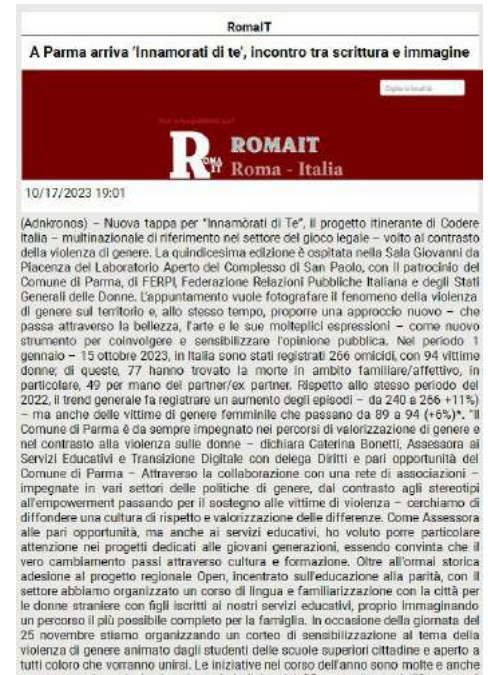 RomaIT
A Parma arriva 'Innamorati di te', incontro tra scrittura e immagine
ROMA IT
ROMAIT
Roma - Italia
10/17/2023 19:01
(Adnkronos) – Nuova tappa per "Innamòrati di Te", il progetto itinerante di Codere
Italia – multinazionale di riferimento nel settore del gioco legale – volto al contrasto
della violenza di genere. La quindicesima edizione è ospitata nella Sala Giovanni da
Piacenza del Laboratorio Aperto del Complesso di San Paolo, con il patrocinio del
Comune di Parma, di FERPI, Federazione Relazioni Pubbliche Italiana e degli Stati
Generali delle Donne. L'appuntamento vuole fotografare il fenomeno della violenza
di genere sul territorio e, allo stesso tempo, proporre una approccio nuovo – che
passa attraverso la bellezza, l'arte e le sue molteplici espressioni – come nuovo
strumento per coinvolgere e sensibilizzare l'opinione pubblica. Nel periodo 1
gennaio – 15 ottobre 2023, in Italia sono stati registrati 266 omicidi, con 94 vittime
donne; di queste, 77 hanno trovato la morte in ambito familiare/affettivo, in
particolare, 49 per mano del partner/ex partner. Rispetto allo stesso periodo del
2022, il trend generale fa registrare un aumento degli episodi – da 240 a 266 +11%)
– ma anche delle vittime di genere femminile che passano da 89 a 94 (+6%)*. "Il
Comune di Parma è da sempre impegnato nei percorsi di valorizzazione di genere e
nel contrasto alla violenza sulle donne – dichiara Caterina Bonetti, Assessora ai
Servizi Educativi e Transizione Digitale con delega Diritti e pari opportunità del
Comune di Parma – Attraverso la collaborazione con una rete di associazioni –
impegnate in vari settori delle politiche di genere, dal contrasto agli stereotipi
all'empowerment passando per il sostegno alle vittime di violenza – cerchiamo di
diffondere una cultura di rispetto e valorizzazione delle differenze. Come Assessora
alle pari opportunità, ma anche ai servizi educativi, ho voluto porre particolare
attenzione nei progetti dedicati alle giovani generazioni, essendo convinta che il
vero cambiamento passi attraverso cultura e formazione. Oltre all'ormai storica
adesione al progetto regionale Open, incentrato sull'educazione alla parità, con il
settore abbiamo organizzato un corso di lingua e familiarizzazione con la città per
le donne straniere con figli iscritti ai nostri servizi educativi, proprio immaginando
un percorso il più possibile completo per la famiglia. In occasione della giornata del
25 novembre stiamo organizzando un corteo di sensibilizzazione al tema della
violenza di genere animato dagli studenti delle scuole superiori cittadine e aperto a
tutti coloro che vorranno unirsi. Le iniziative nel corso dell'anno sono molte e anche